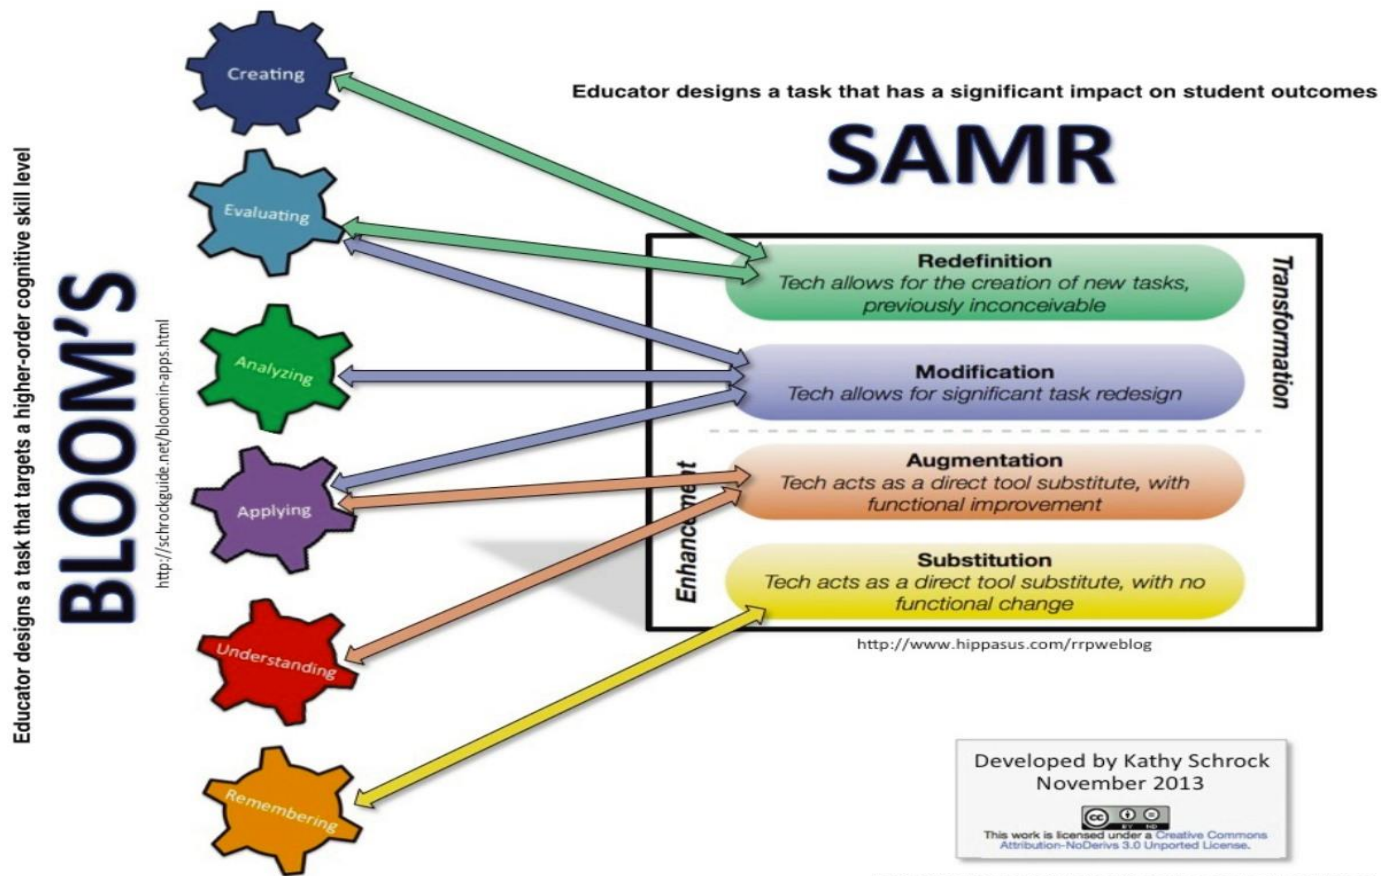 Educator designs a task that targets a higher-order cognitive skill level
BLOOM'S
http://schrockguide.net/bloomin-apps.html
Creating
Evaluating
Analyzing
Applying
Understanding
Remembering
Educator designs a task that has a significant impact on student outcomes
SAMR
Redefinition
Tech allows for the creation of new tasks,
previously inconceivable
Modification
Tech allows for significant task redesign
Transformation
Augmentation
Tech acts as a direct tool substitute, with
functional improvement
Substitution
Tech acts as a direct tool substitute, with no
functional change
Enhancement
http://www.hippasus.com/rrpweblog
Developed by Kathy Schrock
November 2013
cc
BY ND
This work is licensed under a Creative Commons
Attribution-NoDerivs 3.0 Unported License.